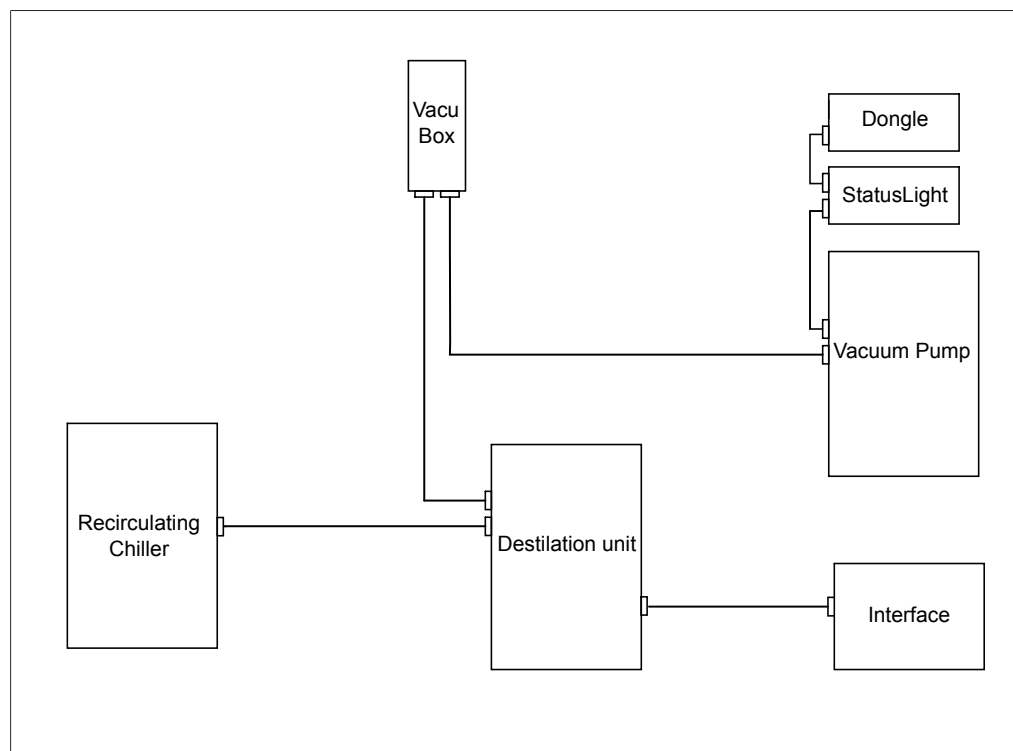 Vacu
Box
Dongle
StatusLight
Vacuum Pump
Recirculating
Chiller
Destilation unit
Interface